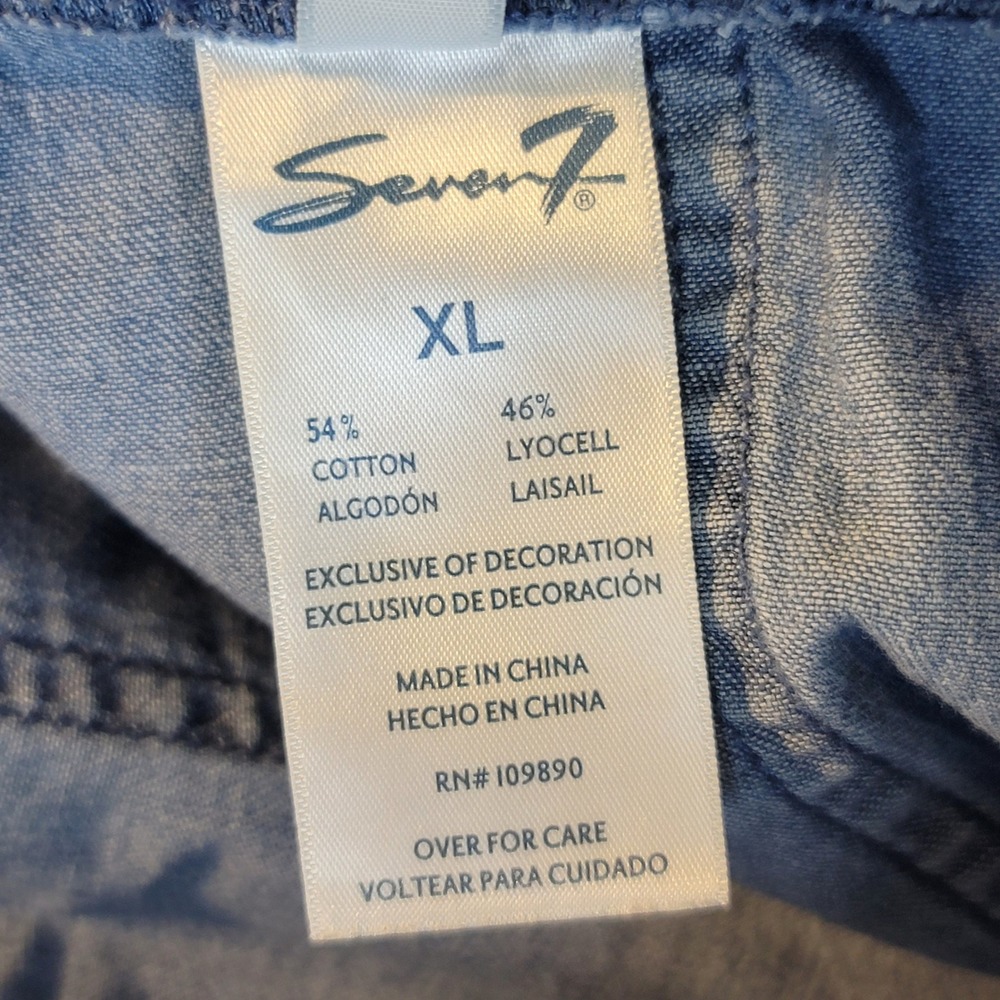 Seven7®
XL
54%
COTTON
ALGODÓN
46%
LYOCELL
LAISAIL
EXCLUSIVE OF DECORATION
EXCLUSIVO DE DECORACIÓN
MADE IN CHINA
HECHO EN CHINA
RN# 109890
OVER FOR CARE
VOLTEAR PARA CUIDADO